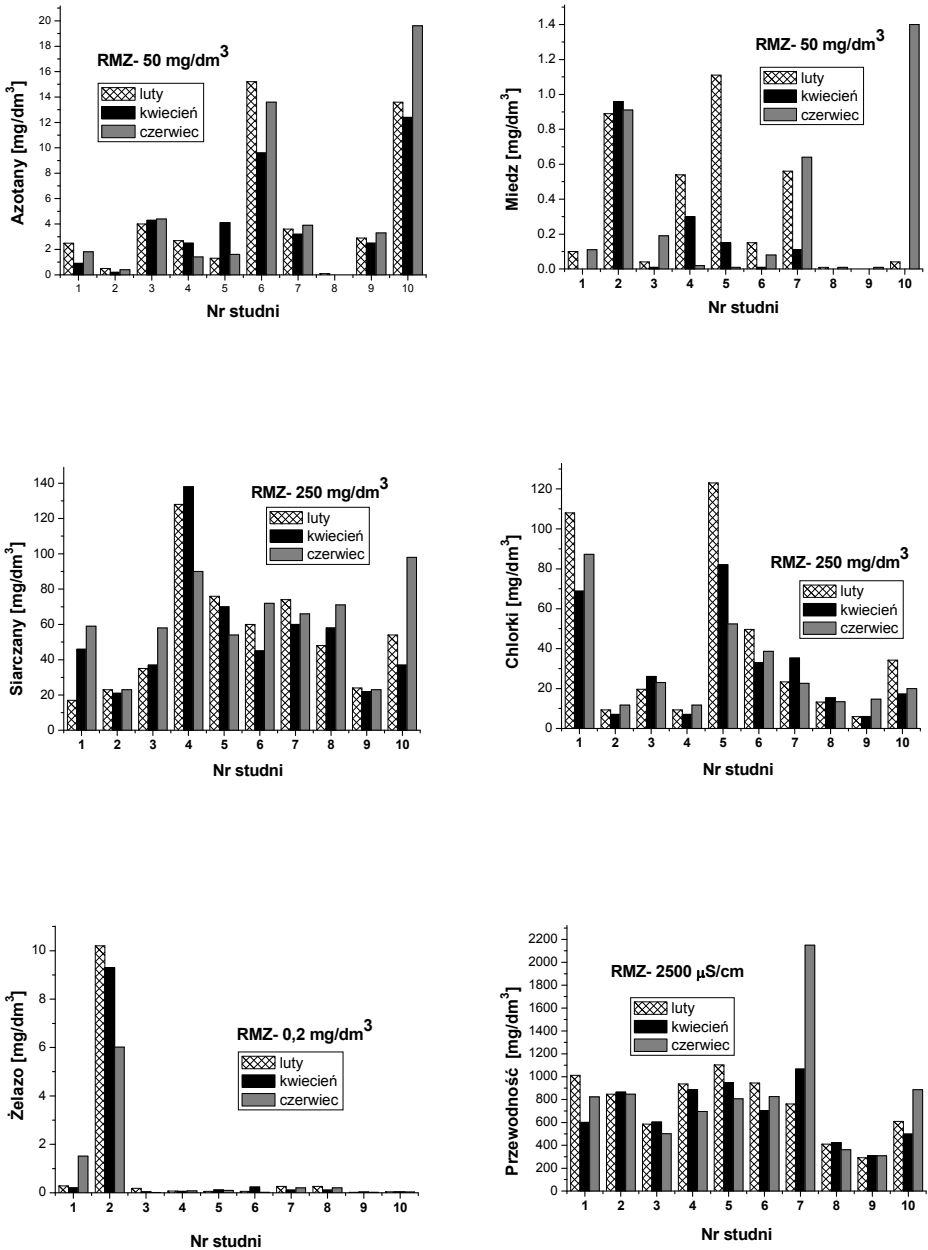 Azotany [mg/dm3]
20
18
16
14
12
10
8
6
4
2
0
RMZ- 50 mg/dm3
luty
kwiecień
czerwiec
1 2 3 4 5 6 7 8 9 10
Nr studni
Miedz [mg/dm3]
1.4
1.2
1.0
0.8
0.6
0.4
0.2
0.0
RMZ- 50 mg/dm3
luty
kwiecień
czerwiec
1 2 3 4 5 6 7 8 9 10
Nr studni
Siarczany [mg/dm3]
140
120
100
80
60
40
20
0
RMZ- 250 mg/dm3
luty
kwiecień
czerwiec
1 2 3 4 5 6 7 8 9 10
Nr studni
Chlorki [mg/dm3]
120
100
80
60
40
20
0
RMZ- 250 mg/dm3
luty
kwiecień
czerwiec
1 2 3 4 5 6 7 8 9 10
Nr studni
Żelazo [mg/dm3]
10
8
6
4
2
0
RMZ- 0,2 mg/dm3
luty
kwiecień
czerwiec
1 2 3 4 5 6 7 8 9 10
Nr studni
Przewodność [mg/dm3]
2200
2000
1800
1600
1400
1200
1000
800
600
400
200
0
RMZ- 2500 µS/cm
luty
kwiecień
czerwiec
1 2 3 4 5 6 7 8 9 10
Nr studni